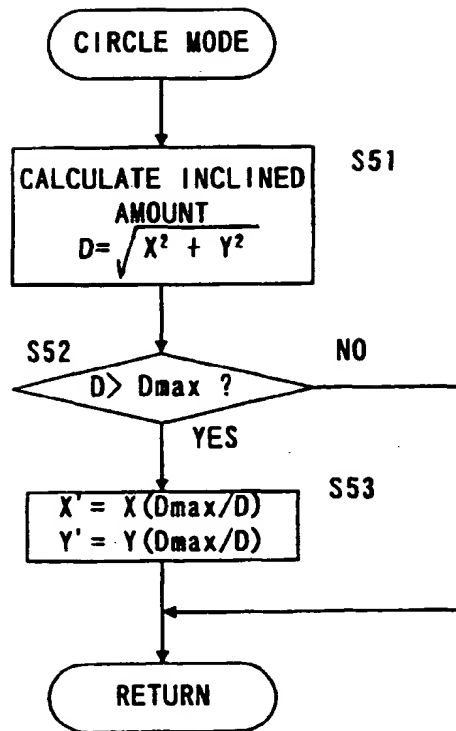 CIRCLE MODE
S51
CALCULATE INCLINED
AMOUNT
D=√X² + Y²
S52
NO
D> Dmax ?
YES
S53
X'= X(Dmax/D)
Y'= Y(Dmax/D)
RETURN